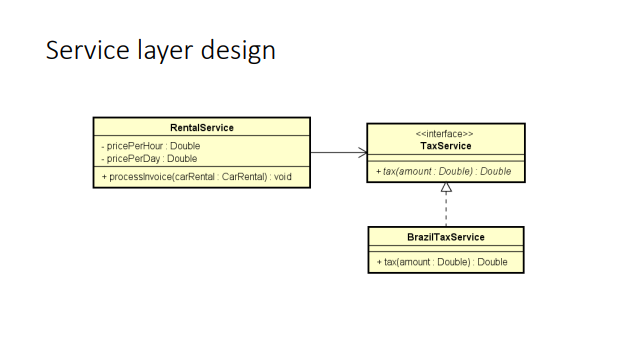 Service layer design
RentalService
- pricePerHour : Double
- pricePerDay : Double
+ processInvoice(carRental : CarRental) : void
<<interface>>
TaxService
+ tax(amount : Double) : Double
BrazilTaxService
+ tax(amount : Double) : Double